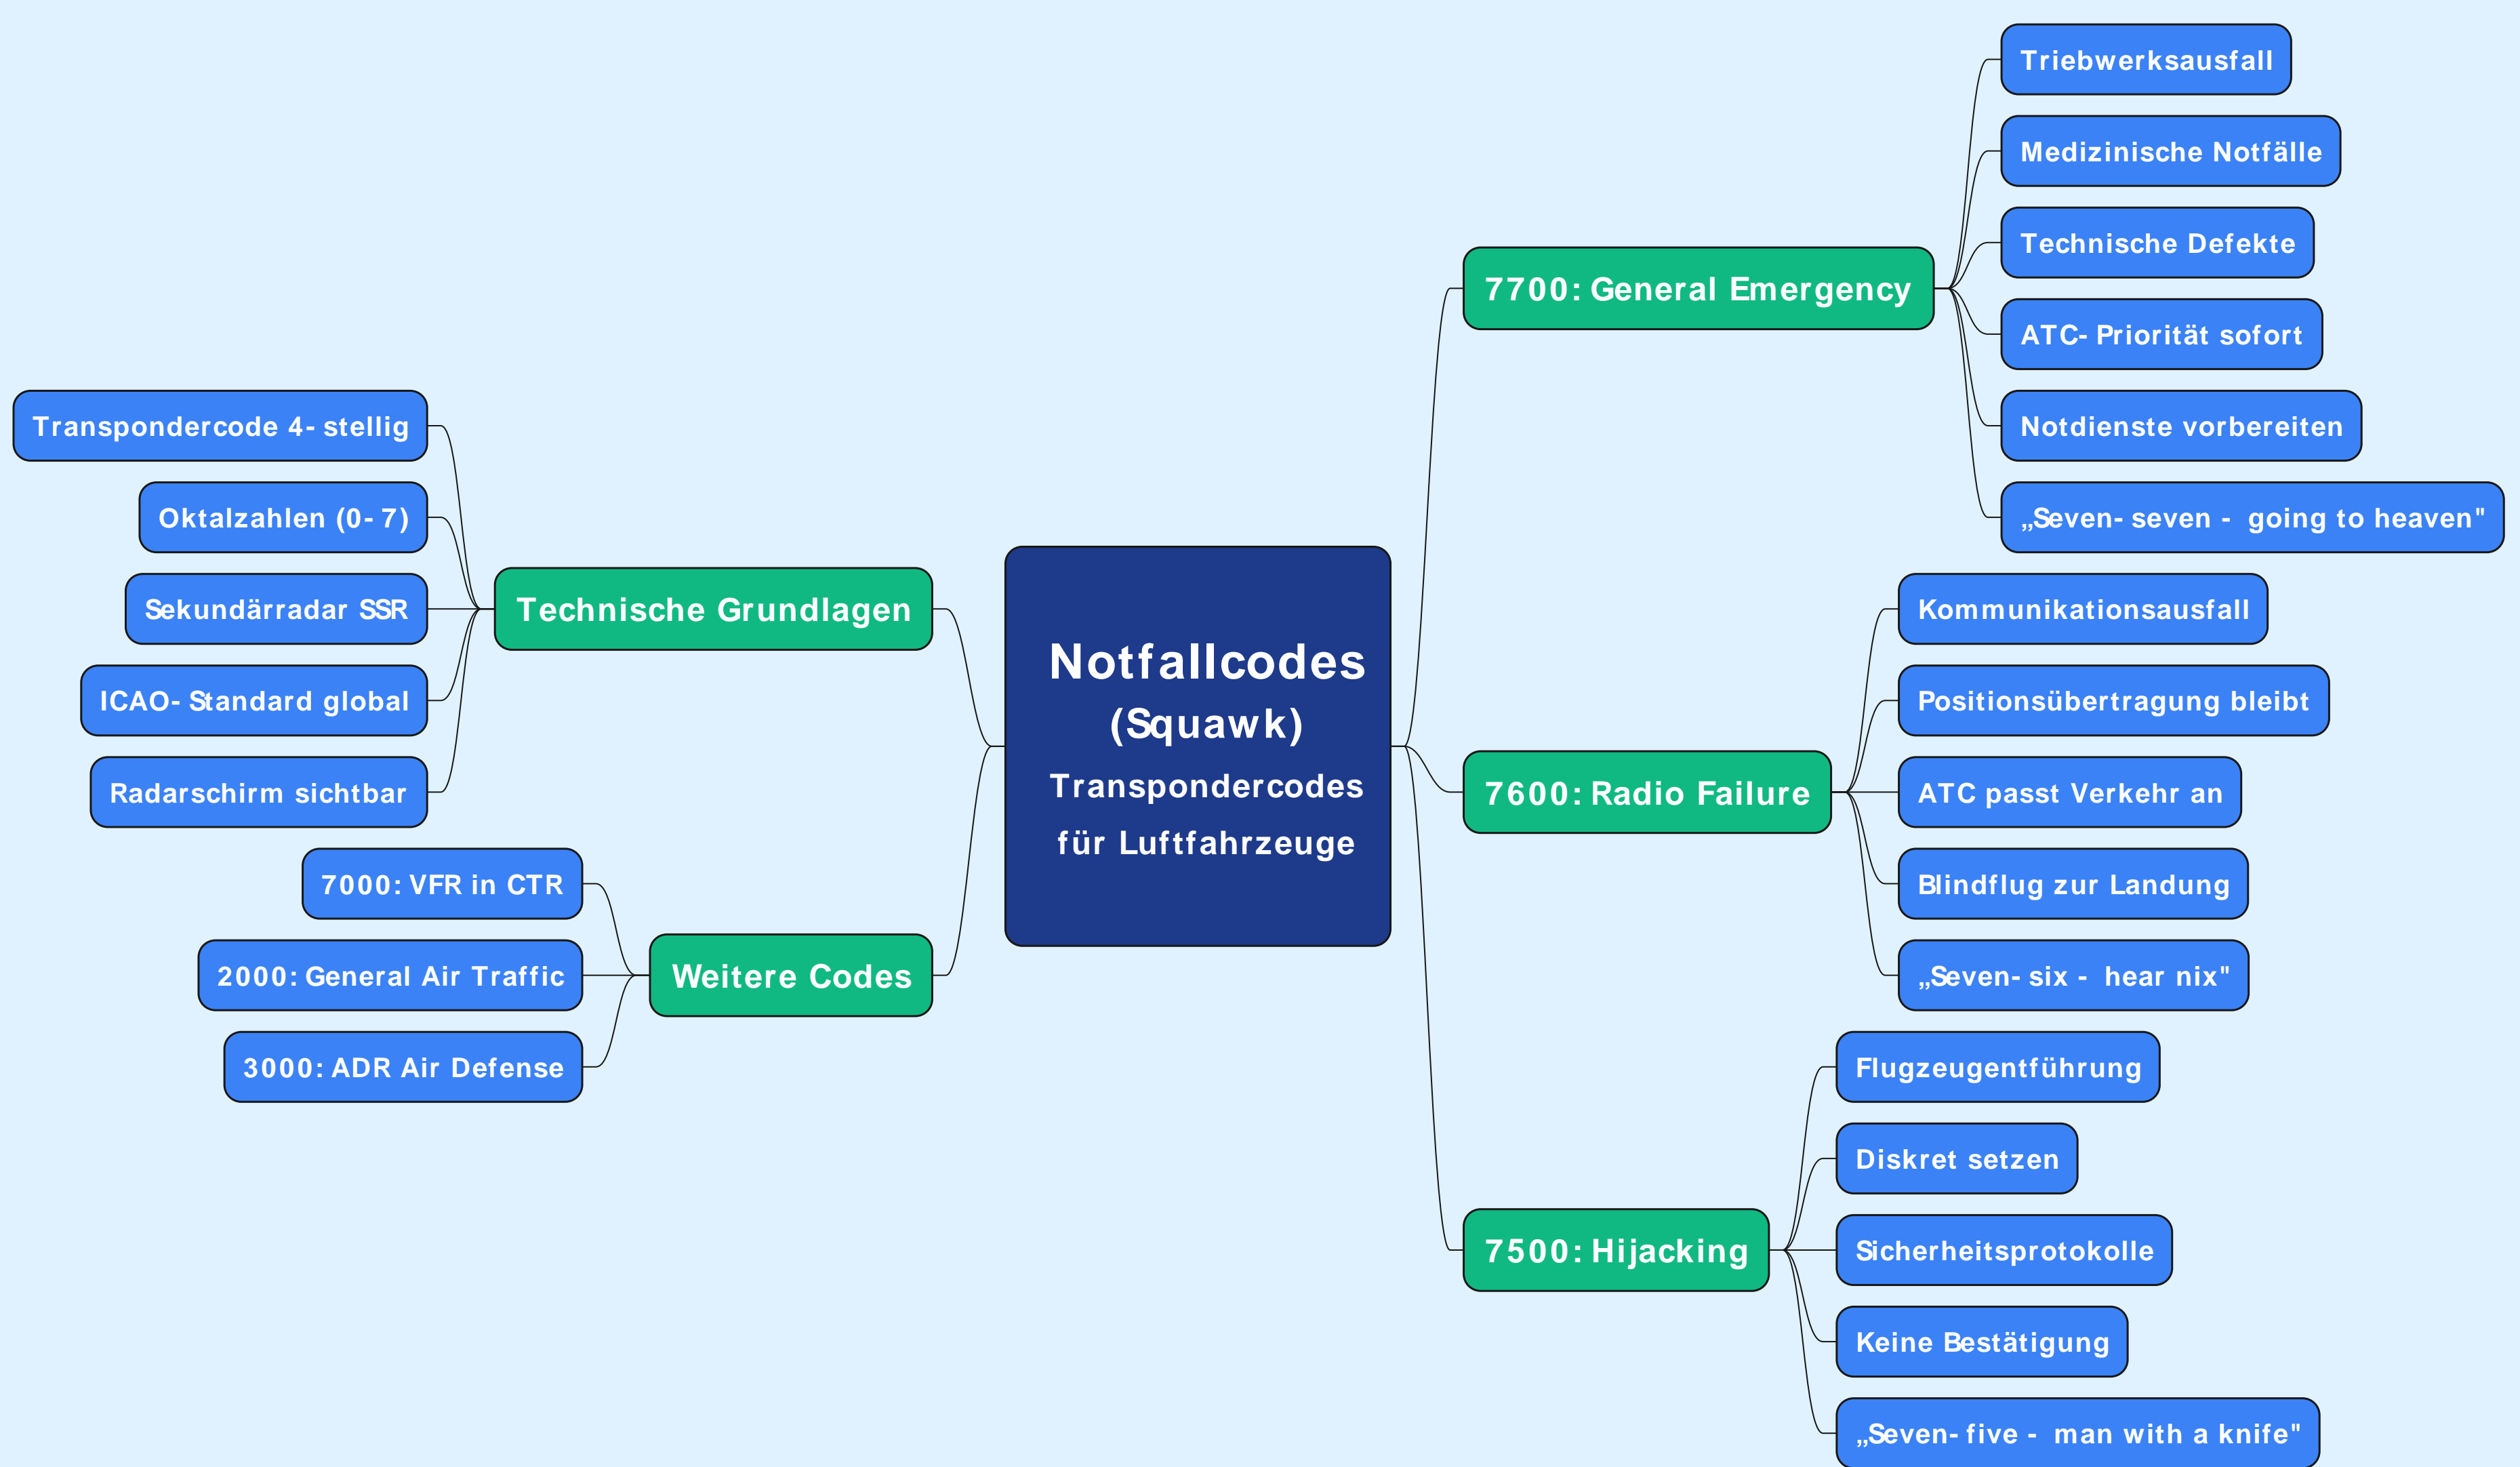 Notfallcodes
(Squawk)
Transpondercodes
für Luftfahrzeuge
7700: General Emergency
Triebwerksausfall
Medizinische Notfälle
Technische Defekte
ATC-Priorität sofort
Notdienste vorbereiten
„Seven-seven - going to heaven"
7600: Radio Failure
Kommunikationsausfall
Positionsübertragung bleibt
ATC passt Verkehr an
Blindflug zur Landung
„Seven-six - hear nix"
7500: Hijacking
Flugzeugentführung
Diskret setzen
Sicherheitsprotokolle
Keine Bestätigung
„Seven-five - man with a knife"
Technische Grundlagen
Transpondercode 4-stellig
Oktalzahlen (0-7)
Sekundärradar SSR
ICAO-Standard global
Radarschirm sichtbar
Weitere Codes
7000: VFR in CTR
2000: General Air Traffic
3000: ADR Air Defense